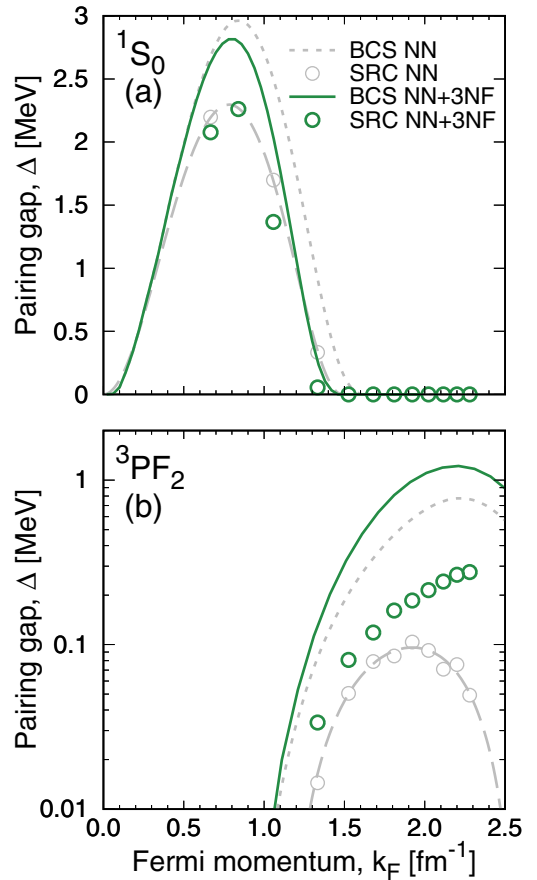 3
2.5
2
1.5
1
0.5
0
Pairing gap, Δ [MeV]
¹S₀
(a)
BCS NN
SRC NN
BCS NN+3NF
SRC NN+3NF
1
0.1
0.01
Pairing gap, Δ [MeV]
³PF₂
(b)
0.0 0.5 1.0 1.5 2.0 2.5
Fermi momentum, k_F [fm⁻¹]